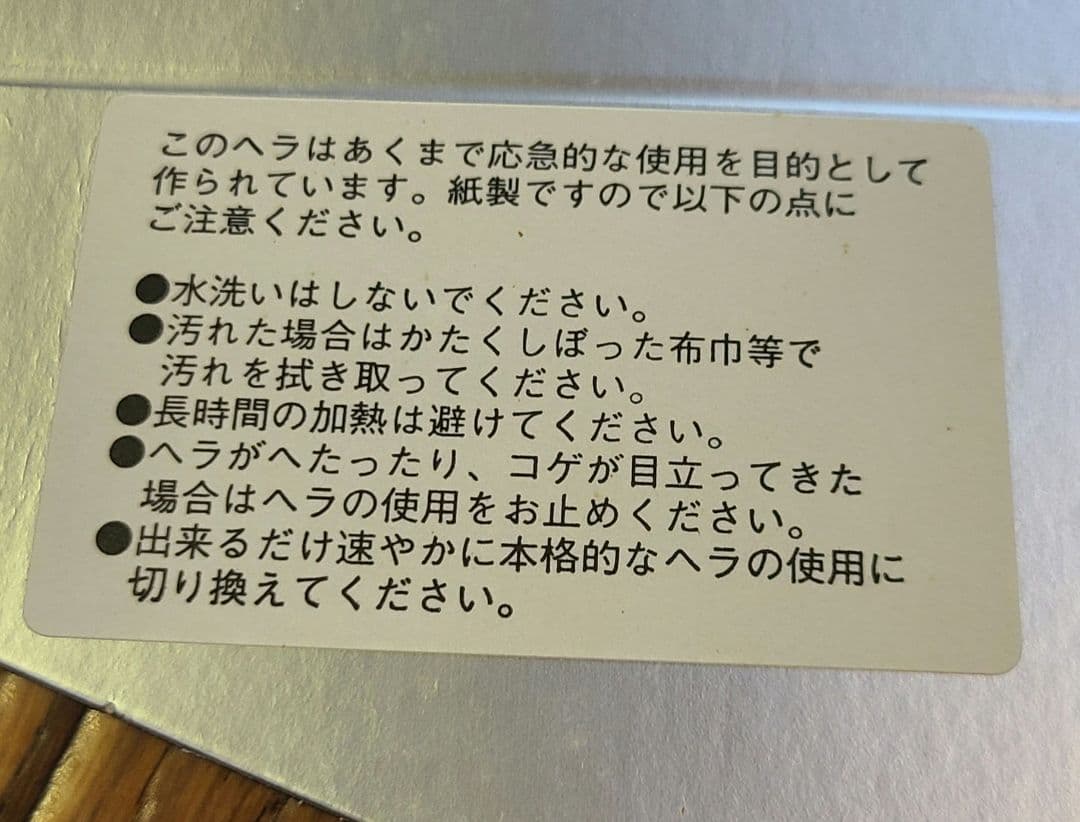 このヘラはあくまで応急的な使用を目的として
作られています。紙製ですので以下の点に
ご注意ください。
●水洗いはしないでください。
●汚れた場合はかたくしぼった布巾等で
汚れを拭き取ってください。
●長時間の加熱は避けてください。
●ヘラがへたったり、コゲが目立ってきた
場合はヘラの使用をお止めください。
●出来るだけ速やかに本格的なヘラの使用に
切り換えてください。